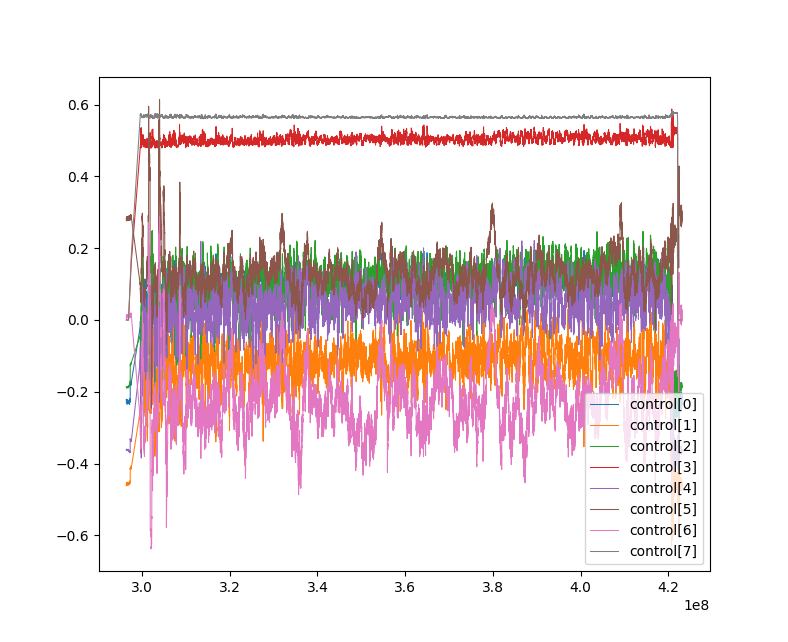 0.6
0.4
0.2
0.0
−0.2
−0.4
−0.6
control[0]
control[1]
control[2]
control[3]
control[4]
control[5]
control[6]
control[7]
3.0 3.2 3.4 3.6 3.8 4.0 4.2
1e8